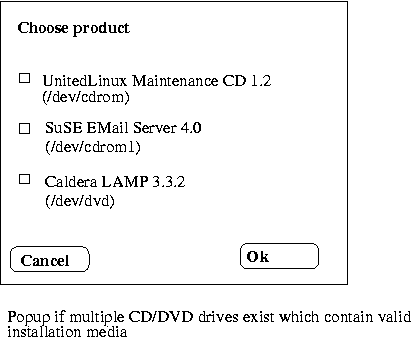 Choose product
UnitedLinux Maintenance CD 1.2
(/dev/cdrom)
SuSE EMail Server 4.0
(/dev/cdrom1)
Caldera LAMP 3.3.2
(/dev/dvd)
Cancel
Ok
Popup if multiple CD/DVD drives exist which contain valid
installation media